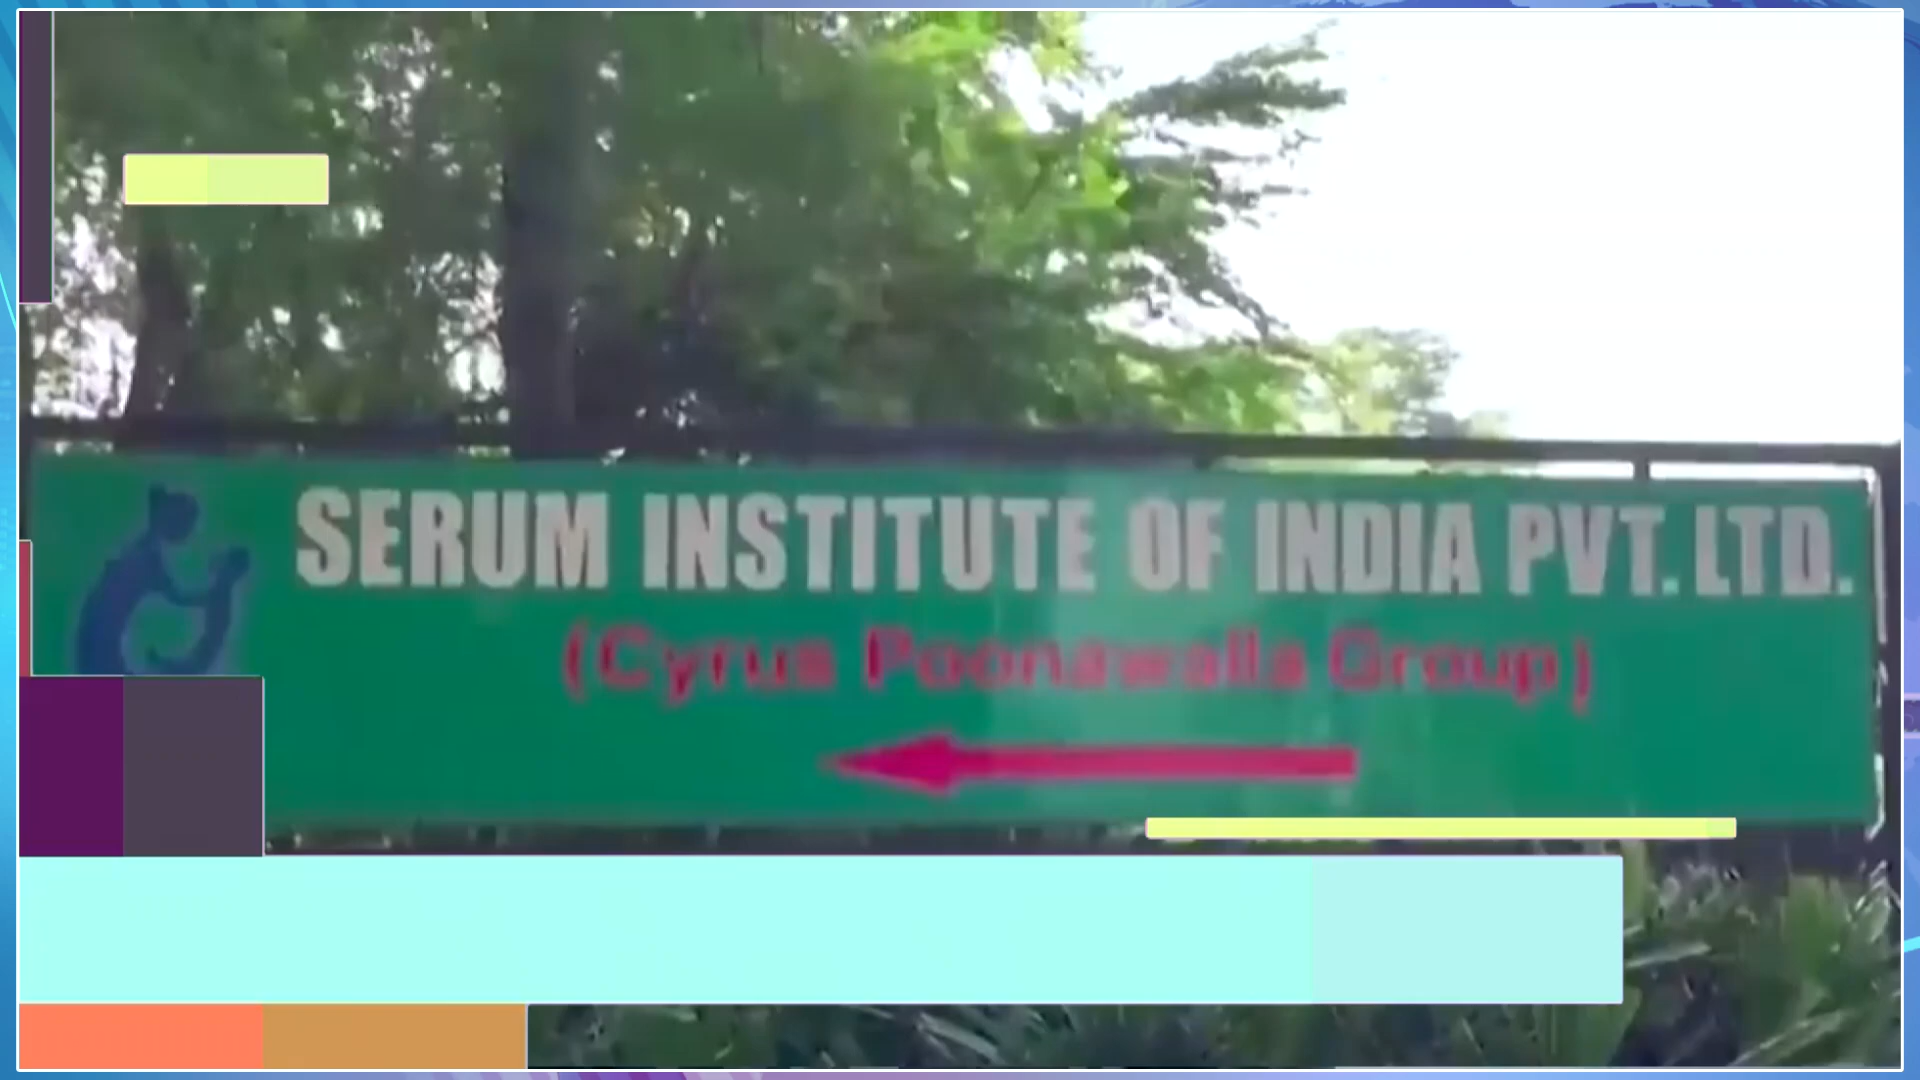 SERUM INSTITUTE OF INDIA PVT. LTD.
(Cyrus Poonawalla Group)